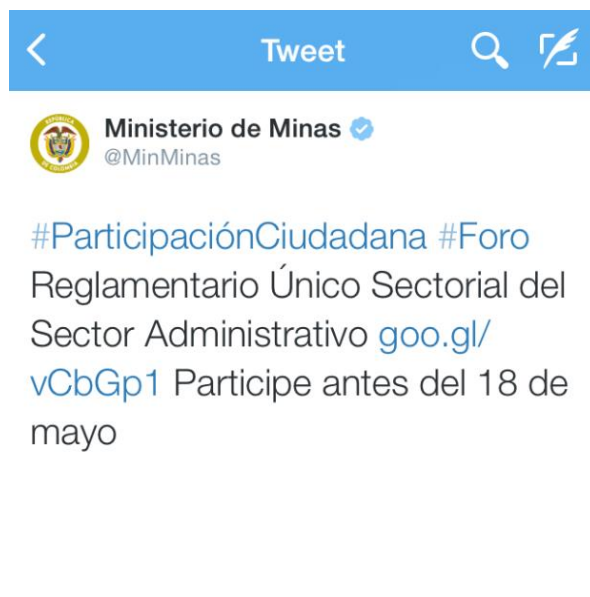 Tweet
Ministerio de Minas
@MinMinas
#ParticipaciónCiudadana #Foro
Reglamentario Único Sectorial del
Sector Administrativo goo.gl/
vCbGp1 Participe antes del 18 de
mayo